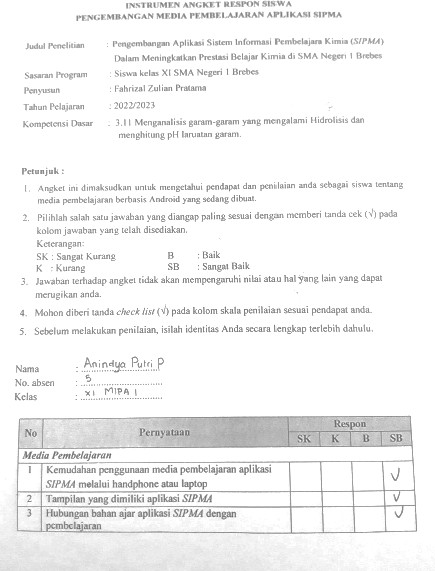 INSTRUMEN ANGKET RESPON SISWA
PENGEMBANGAN MEDIA PEMBELAJARAN APLIKASI SIPMA
Judul Penelitian : Pengembangan Aplikasi Sistem Informasi Pembelajara Kimia (SIPMA)
Dalam Meningkatkan Prestasi Belajar Kimia di SMA Negeri 1 Brebes
Sasaran Program : Siswa kelas XI SMA Negeri 1 Brebes
Penyusun : Fahrizal Zulian Pratama
Tahun Pelajaran : 2022/2023
Kompetensi Dasar : 3.11 Menganalisis garam-garam yang mengalami Hidrolisis dan
menghitung pH laruatan garam.
Petunjuk :
1. Angket ini dimaksudkan untuk mengetahui pendapat dan penilaian anda sebagai siswa tentang
media pembelajaran berbasis Android yang sedang dibuat.
2. Pilihlah salah satu jawaban yang diangap paling sesuai dengan memberi tanda cek (√) pada
kolom jawaban yang telah disediakan.
Keterangan:
SK : Sangat Kurang B : Baik
K : Kurang SB : Sangat Baik
3. Jawaban terhadap angket tidak akan mempengaruhi nilai atau hal yang lain yang dapat
merugikan anda.
4. Mohon diberi tanda check list (√) pada kolom skala penilaian sesuai pendapat anda.
5. Sebelum melakukan penilaian, isilah identitas Anda secara lengkap terlebih dahulu.
Nama : Anindya Putri P
No. absen : 5
Kelas : XI MIPA 1
No Pernyataan Respon
SK K B SB
Media Pembelajaran
1 Kemudahan penggunaan media pembelajaran aplikasi
SIPMA melalui handphone atau laptop √
2 Tampilan yang dimiliki aplikasi SIPMA √
3 Hubungan bahan ajar aplikasi SIPMA dengan √
pembelajaran